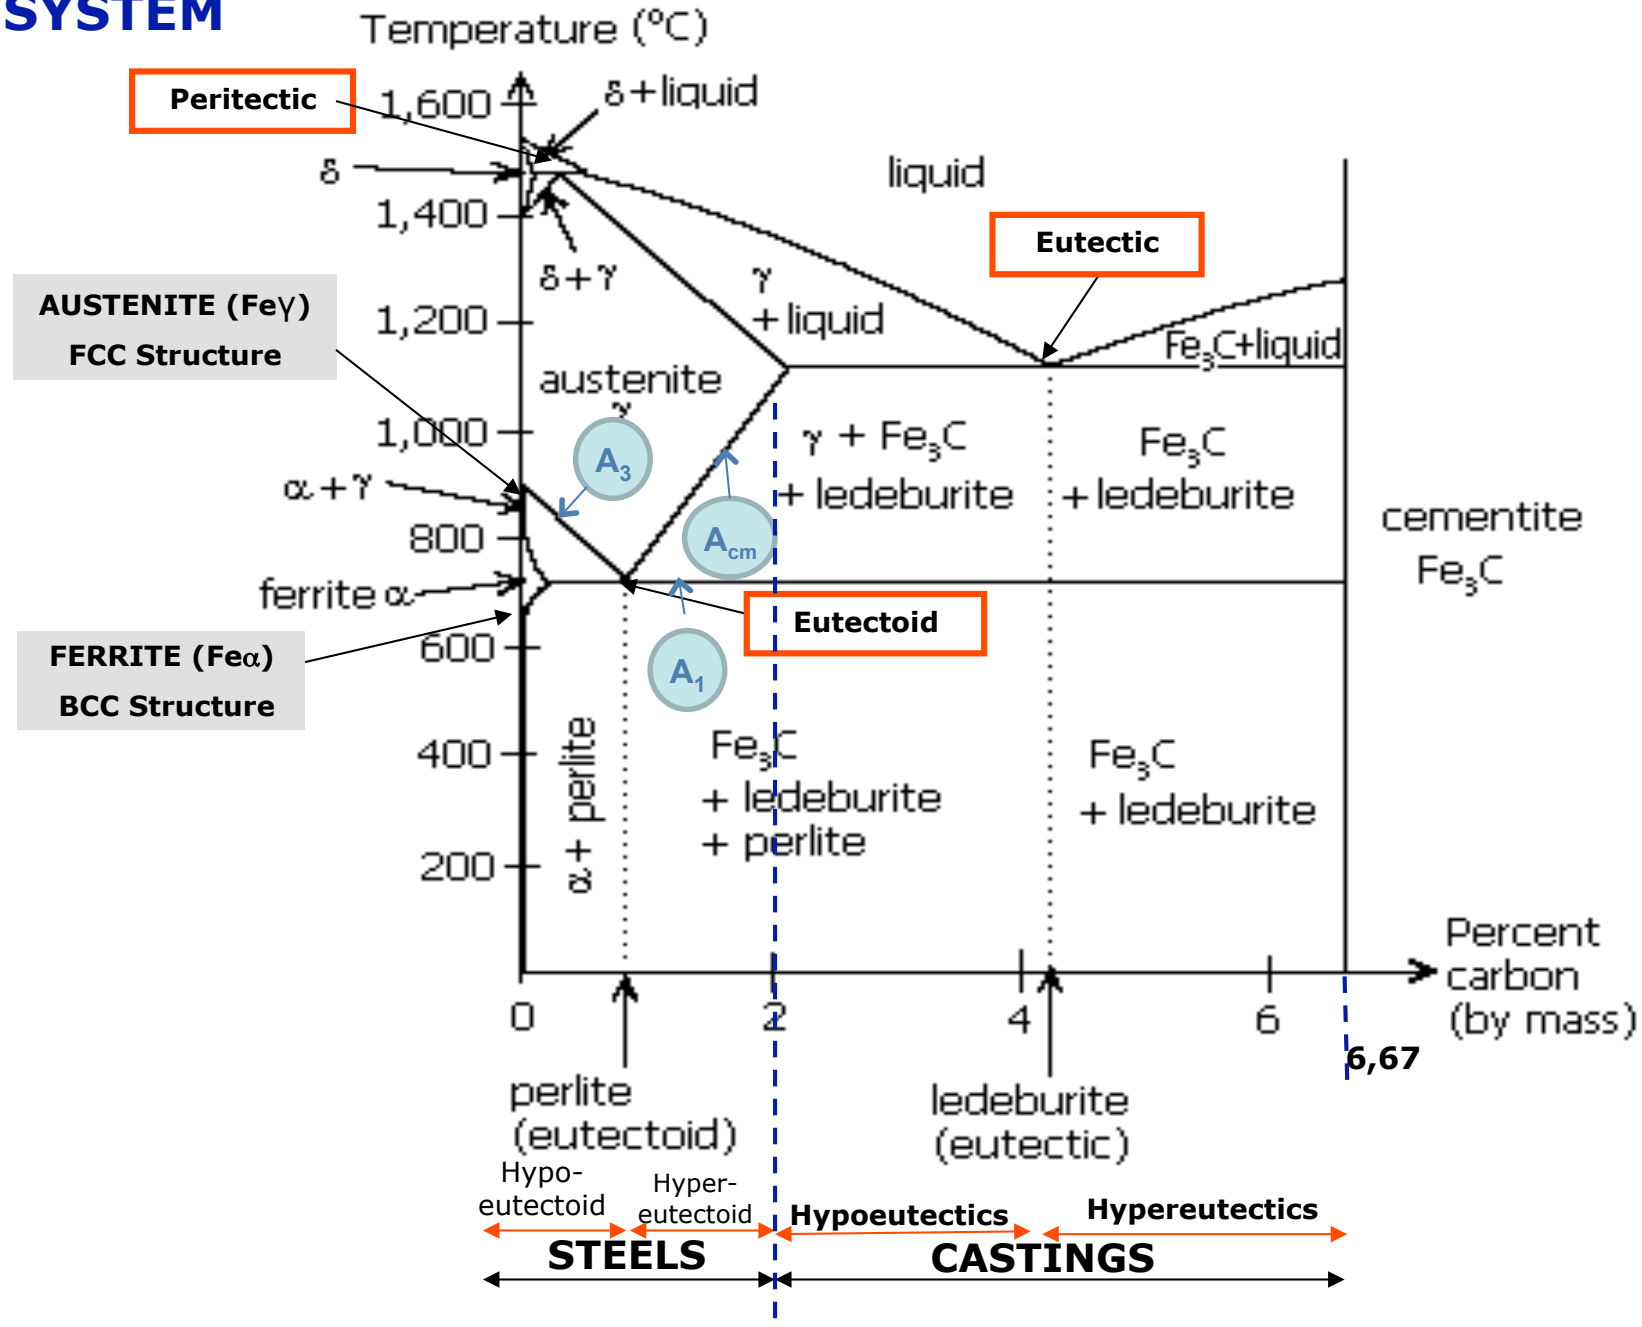 SYSTEM
Temperature (ºC)
Peritectic
1,600
δ+liquid
δ
liquid
1,400
Eutectic
δ+γ
γ
+ liquid
AUSTENITE (Feγ)
FCC Structure
1,200
Fe₃C+liquid
austenite
γ
1,000
A₃
γ + Fe₃C
+ ledeburite
Fe₃C
+ ledeburite
α+γ
800
Acm
cementite
Fe₃C
ferrite α
Eutectoid
FERRITE (Feα)
BCC Structure
600
A₁
α+ perlite
400
Fe₃C
+ ledeburite
+ perlite
Fe₃C
+ ledeburite
200
Percent
carbon
(by mass)
0
2
4
6
6,67
perlite
(eutectoid)
ledeburite
(eutectic)
Hypo-
eutectoid
Hyper-
eutectoid
Hypoeutectics
Hypereutectics
STEELS
CASTINGS